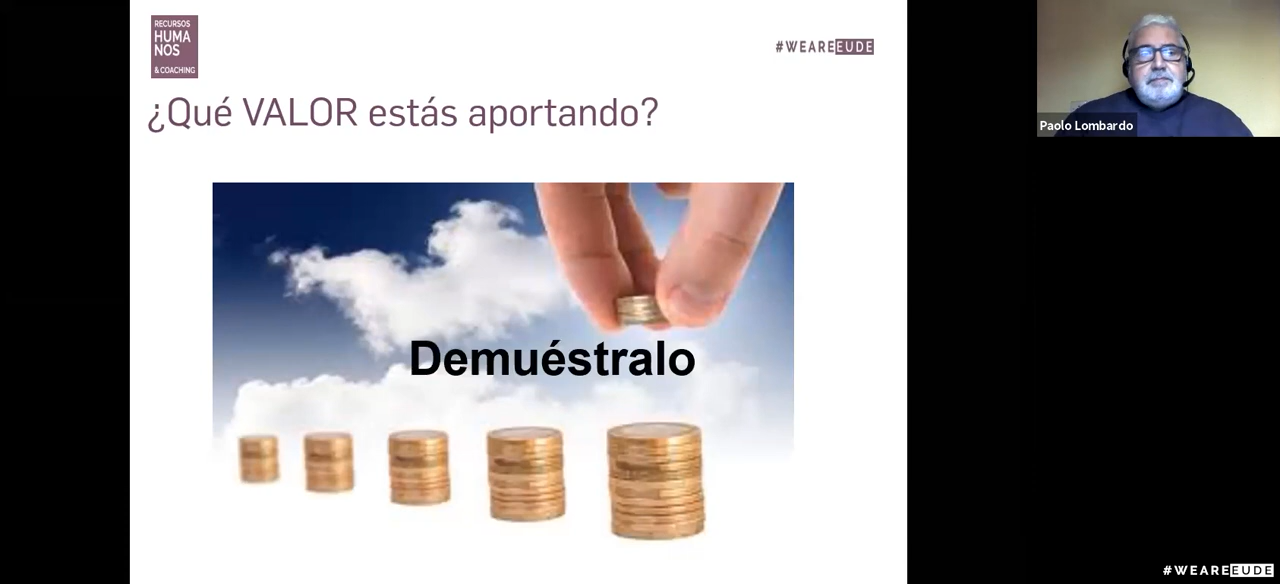 RECURSOS
HUMA
NOS
& COACHING
#WEAREEUDE
¿Qué VALOR estás aportando?
Demuéstralo
Paolo Lombardo
#WEAREEUDE